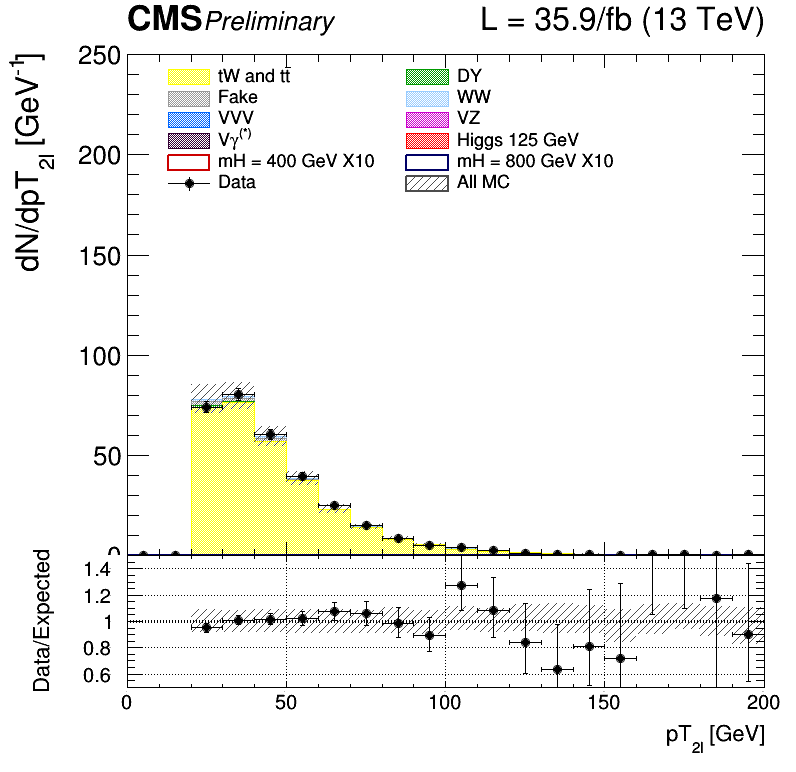 CMS Preliminary L = 35.9/fb (13 TeV)
dN/dpT_2l [GeV^-1]
250
200
150
100
50
0
tW and tt
DY
Fake
WW
VVV
VZ
Vγ^(*)
Higgs 125 GeV
mH = 400 GeV X10
mH = 800 GeV X10
Data
All MC
Data/Expected
1.4
1.2
1
0.8
0.6
0 50 100 150 200
pT_2l [GeV]